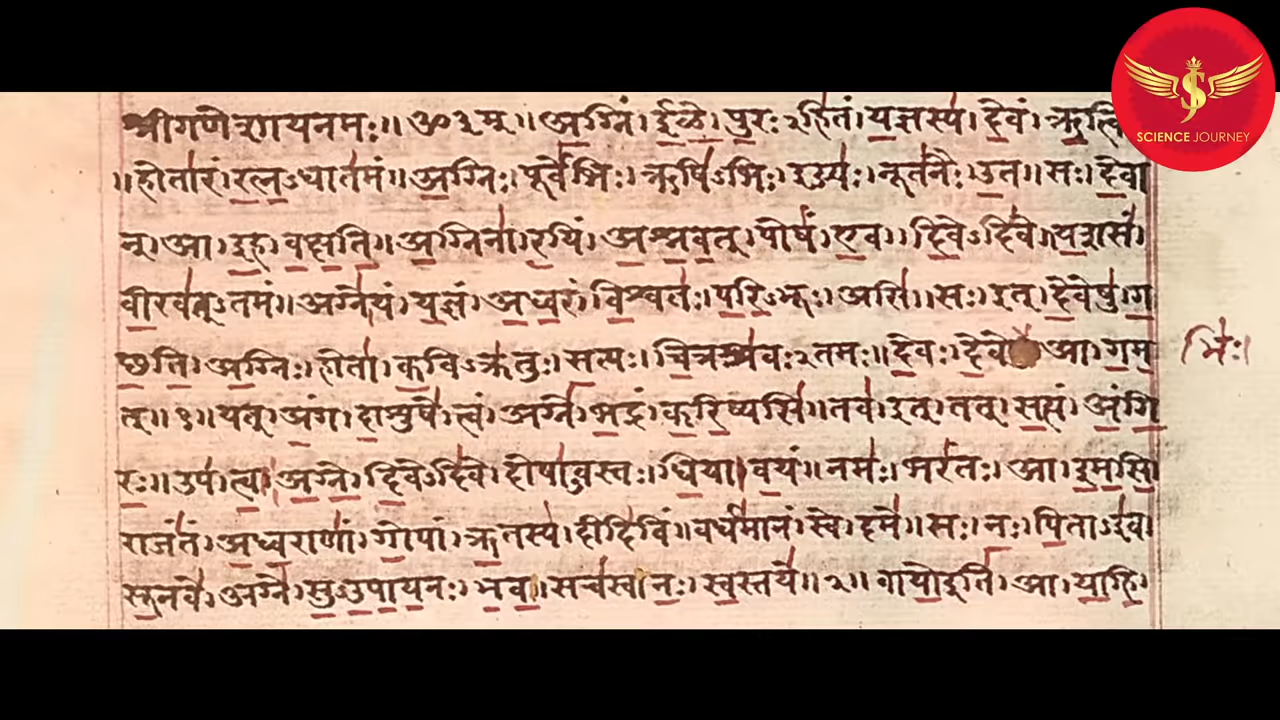 SCIENCE JOURNEY
श्रीगणेशायनमः॥ ॐ३म्॥ अग्निं। ईळे। पुरःऽहितं। यज्ञस्य। देवं। ऋत्वि
॥होतारं। रत्नऽधातमं॥ अग्निः। पूर्वेभिः। ऋषिऽभिः। ईड्यः। नूतनैः। उत॥ सः। देवा
न्। आ। इह। वक्षति॥ अग्निना। रयिं। अश्नवत्। पोषं। एव। दिवेऽदिवे॥ यशसं।
वीरवत्ऽतमं॥ अग्ने। यं। यज्ञं। अध्वरं। विश्वतः। परिऽभूः। असि॥ सः। इत्। देवेषु। ग
छति। अग्निः। होता। कविऽक्रतुः। सत्यः। चित्रश्रवःऽतमः॥ देवः। देवे आ। गम
भिः।
त्॥१॥ यत्। अंग। दाशुषे। त्वं। अग्ने। भद्रं। करिष्यसि॥ तव। इत्। तत्। सत्यं। अंगि
रः॥ उप। त्वा। अग्ने। दिवेऽदिवे। दोषाऽवस्तः। धिया। वयं॥ नमः। भरंतः। आ। इमसि।
राजंतं। अध्वराणां। गोपां। ऋतस्य। दीदिविं॥ वर्धमानं। स्वे। दमे॥ सः। नः। पिताऽइव।
सूनवे। अग्ने। सुऽउपायनः। भव॥ सचस्व। नः। स्वस्तये॥२॥ वायो इति। आ। याहि।